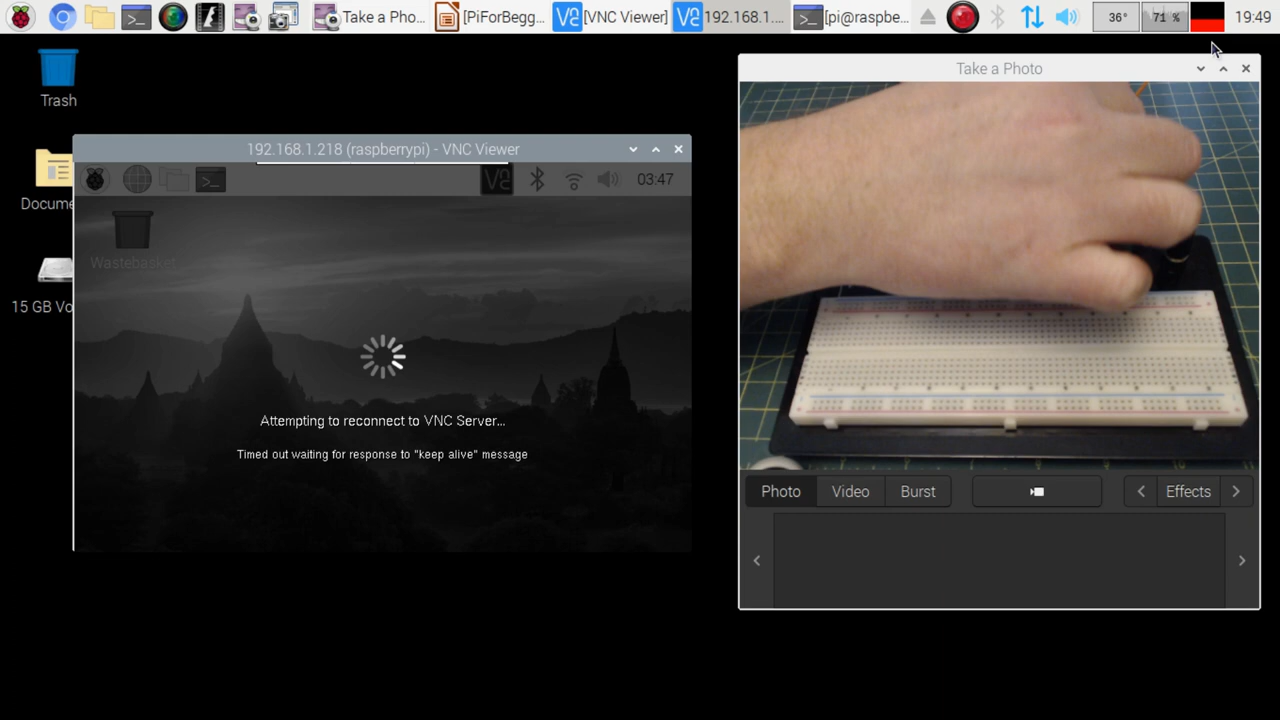 Take a Pho...
[PiForBegg...
[VNC Viewer]
192.168.1....
[pi@raspbe...
36°
71 %
19:49
Trash
Docume
15 GB Vo
192.168.1.218 (raspberrypi) - VNC Viewer
03:47
Wastebasket
Attempting to reconnect to VNC Server...
Timed out waiting for response to "keep alive" message
Take a Photo
Photo
Video
Burst
Effects